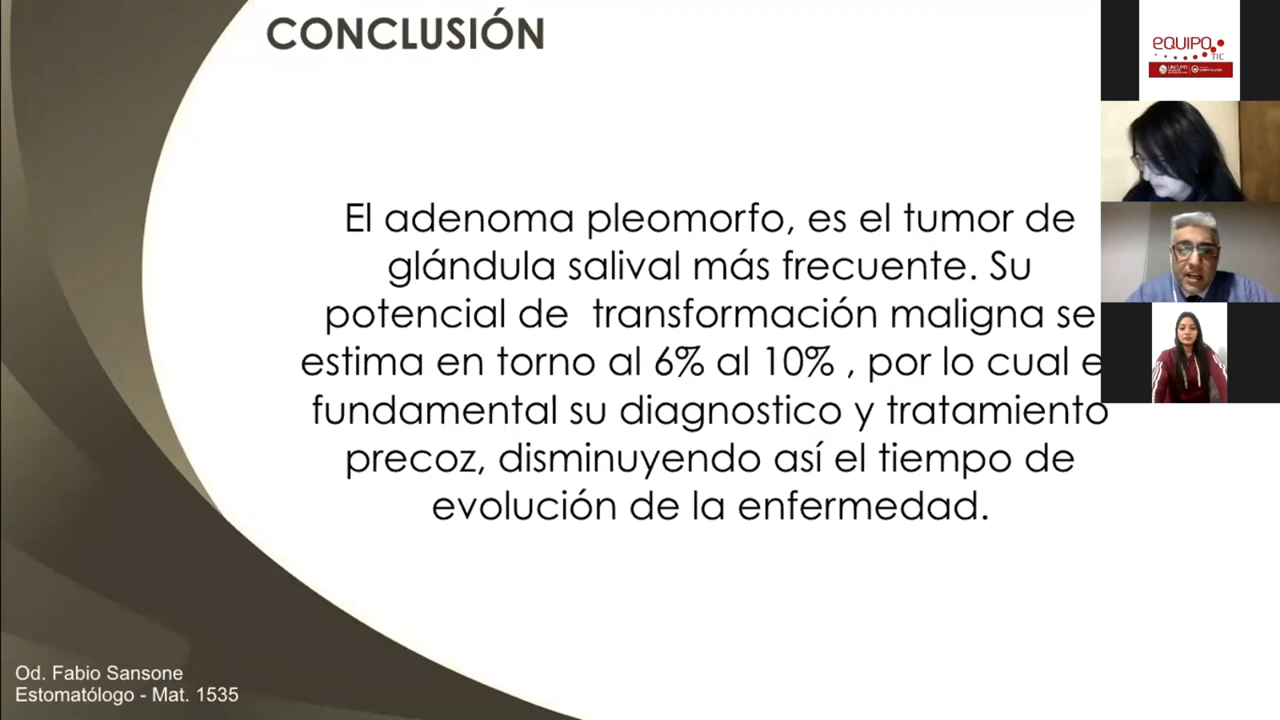 CONCLUSIÓN
El adenoma pleomorfo, es el tumor de
glándula salival más frecuente. Su
potencial de transformación maligna se
estima en torno al 6% al 10% , por lo cual e
fundamental su diagnostico y tratamiento
precoz, disminuyendo así el tiempo de
evolución de la enfermedad.
Od. Fabio Sansone
Estomatólogo - Mat. 1535
eQUIPO
TIC
UNCUYO